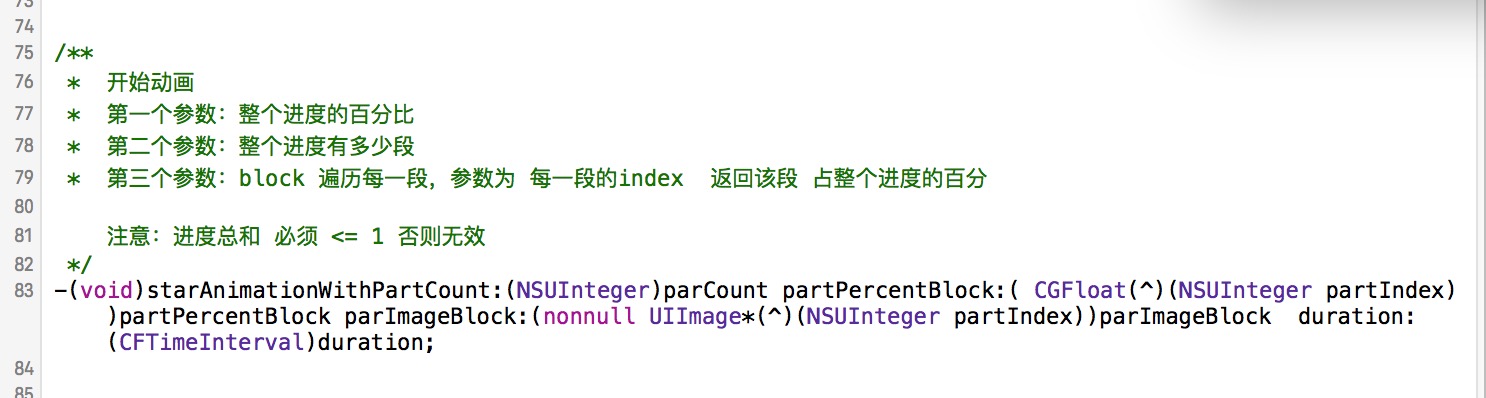 73
74
75 /**
76 * 开始动画
77 * 第一个参数：整个进度的百分比
78 * 第二个参数：整个进度有多少段
79 * 第三个参数：block 遍历每一段，参数为 每一段的index  返回该段 占整个进度的百分
80
81 注意：进度总和 必须 <= 1 否则无效
82 */
83 -(void)starAnimationWithPartCount:(NSUInteger)parCount partPercentBlock:( CGFloat(^)(NSUInteger partIndex)
)partPercentBlock parImageBlock:(nonnull UIImage*(^)(NSUInteger partIndex))parImageBlock  duration:
(CFTimeInterval)duration;
84
85